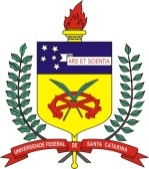 ARS ET SCIENTIA
UNIVERSIDADE FEDERAL DE SANTA CATARINA